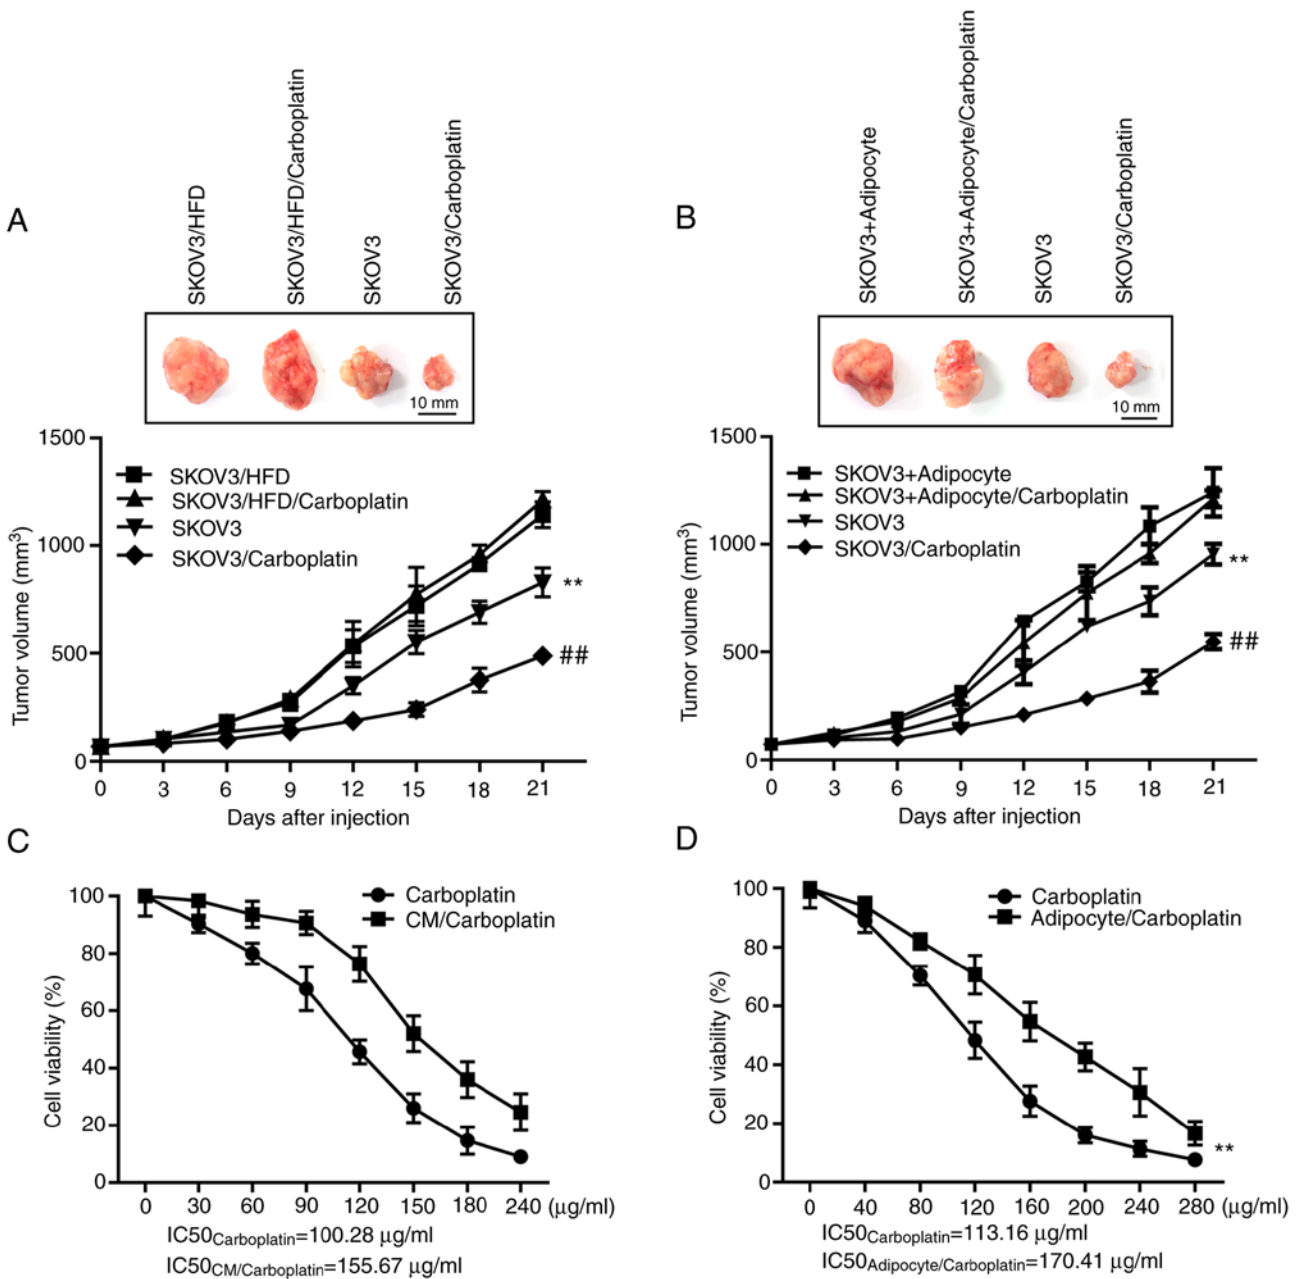 A
SKOV3/HFD
SKOV3/HFD/Carboplatin
SKOV3
SKOV3/Carboplatin
10 mm
1500
1000
500
0
Tumor volume (mm³)
SKOV3/HFD
SKOV3/HFD/Carboplatin
SKOV3
SKOV3/Carboplatin
**
##
0 3 6 9 12 15 18 21
Days after injection
B
SKOV3+Adipocyte
SKOV3+Adipocyte/Carboplatin
SKOV3
SKOV3/Carboplatin
10 mm
1500
1000
500
0
Tumor volume (mm³)
SKOV3+Adipocyte
SKOV3+Adipocyte/Carboplatin
SKOV3
SKOV3/Carboplatin
**
##
0 3 6 9 12 15 18 21
Days after injection
C
100
80
60
40
20
0
Cell viability (%)
Carboplatin
CM/Carboplatin
0 30 60 90 120 150 180 240 (µg/ml)
IC50Carboplatin=100.28 µg/ml
IC50CM/Carboplatin=155.67 µg/ml
D
100
80
60
40
20
0
Cell viability (%)
Carboplatin
Adipocyte/Carboplatin
**
0 40 80 120 160 200 240 280 (µg/ml)
IC50Carboplatin=113.16 µg/ml
IC50Adipocyte/Carboplatin=170.41 µg/ml